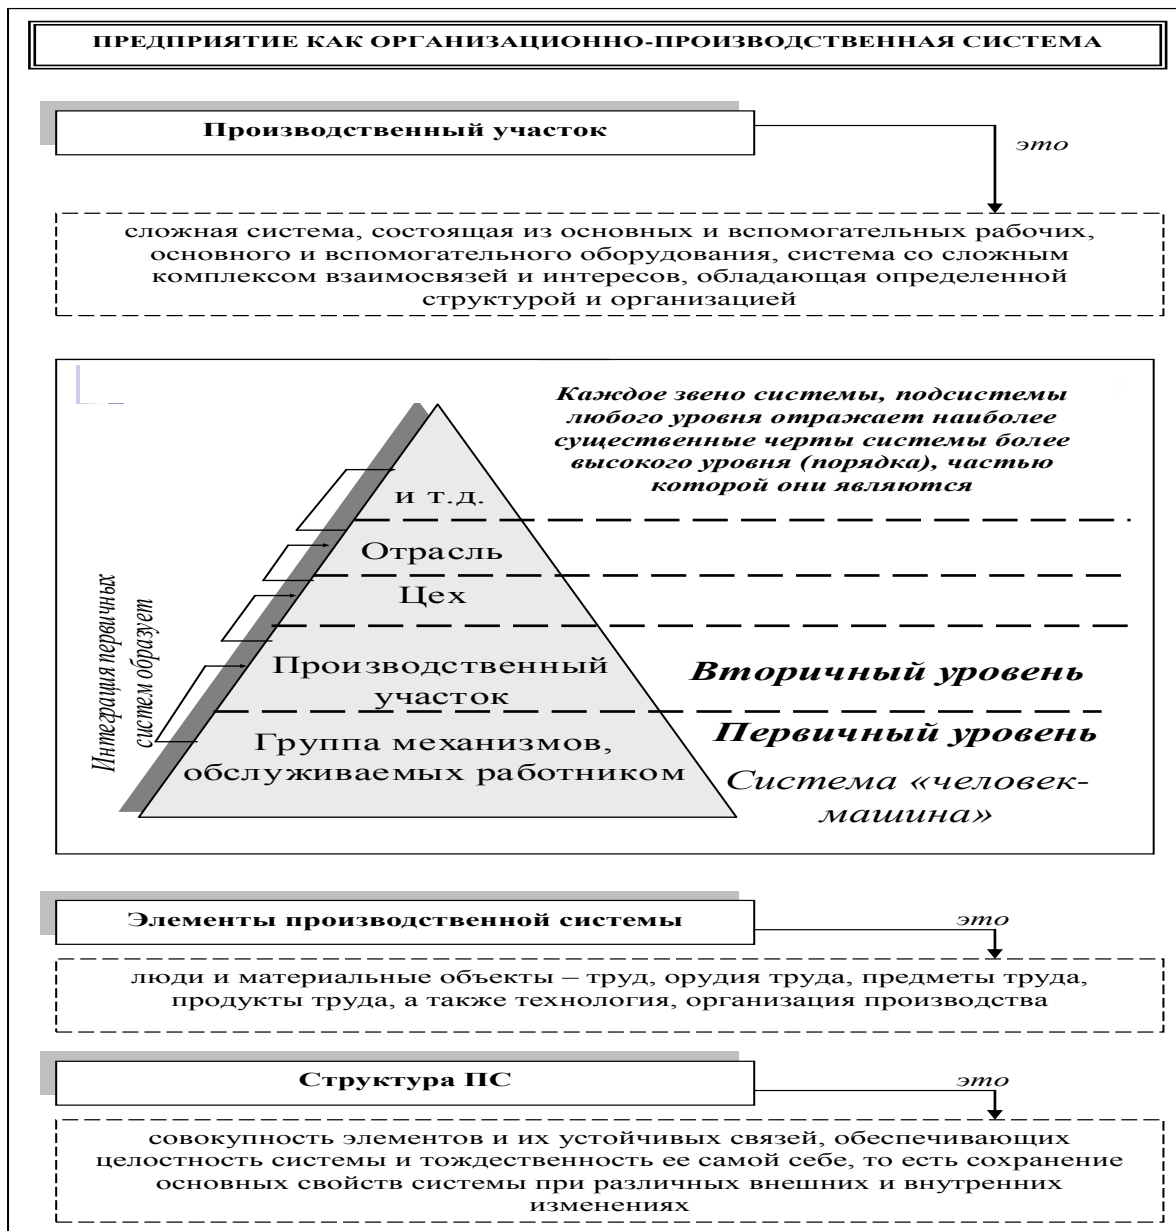 ПРЕДПРИЯТИЕ КАК ОРГАНИЗАЦИОННО-ПРОИЗВОДСТВЕННАЯ СИСТЕМА
Производственный участок
это
сложная система, состоящая из основных и вспомогательных рабочих,
основного и вспомогательного оборудования, система со сложным
комплексом взаимосвязей и интересов, обладающая определенной
структурой и организацией
Каждое звено системы, подсистемы
любого уровня отражает наиболее
существенные черты системы более
высокого уровня (порядка), частью
которой они являются
и т.д.
Отрасль
Цех
Производственный
участок
Вторичный уровень
Группа механизмов,
обслуживаемых работником
Первичный уровень
Система «человек-
машина»
Интеграция первичных
систем образует
Элементы производственной системы
это
люди и материальные объекты – труд, орудия труда, предметы труда,
продукты труда, а также технология, организация производства
Структура ПС
это
совокупность элементов и их устойчивых связей, обеспечивающих
целостность системы и тождественность ее самой себе, то есть сохранение
основных свойств системы при различных внешних и внутренних
изменениях